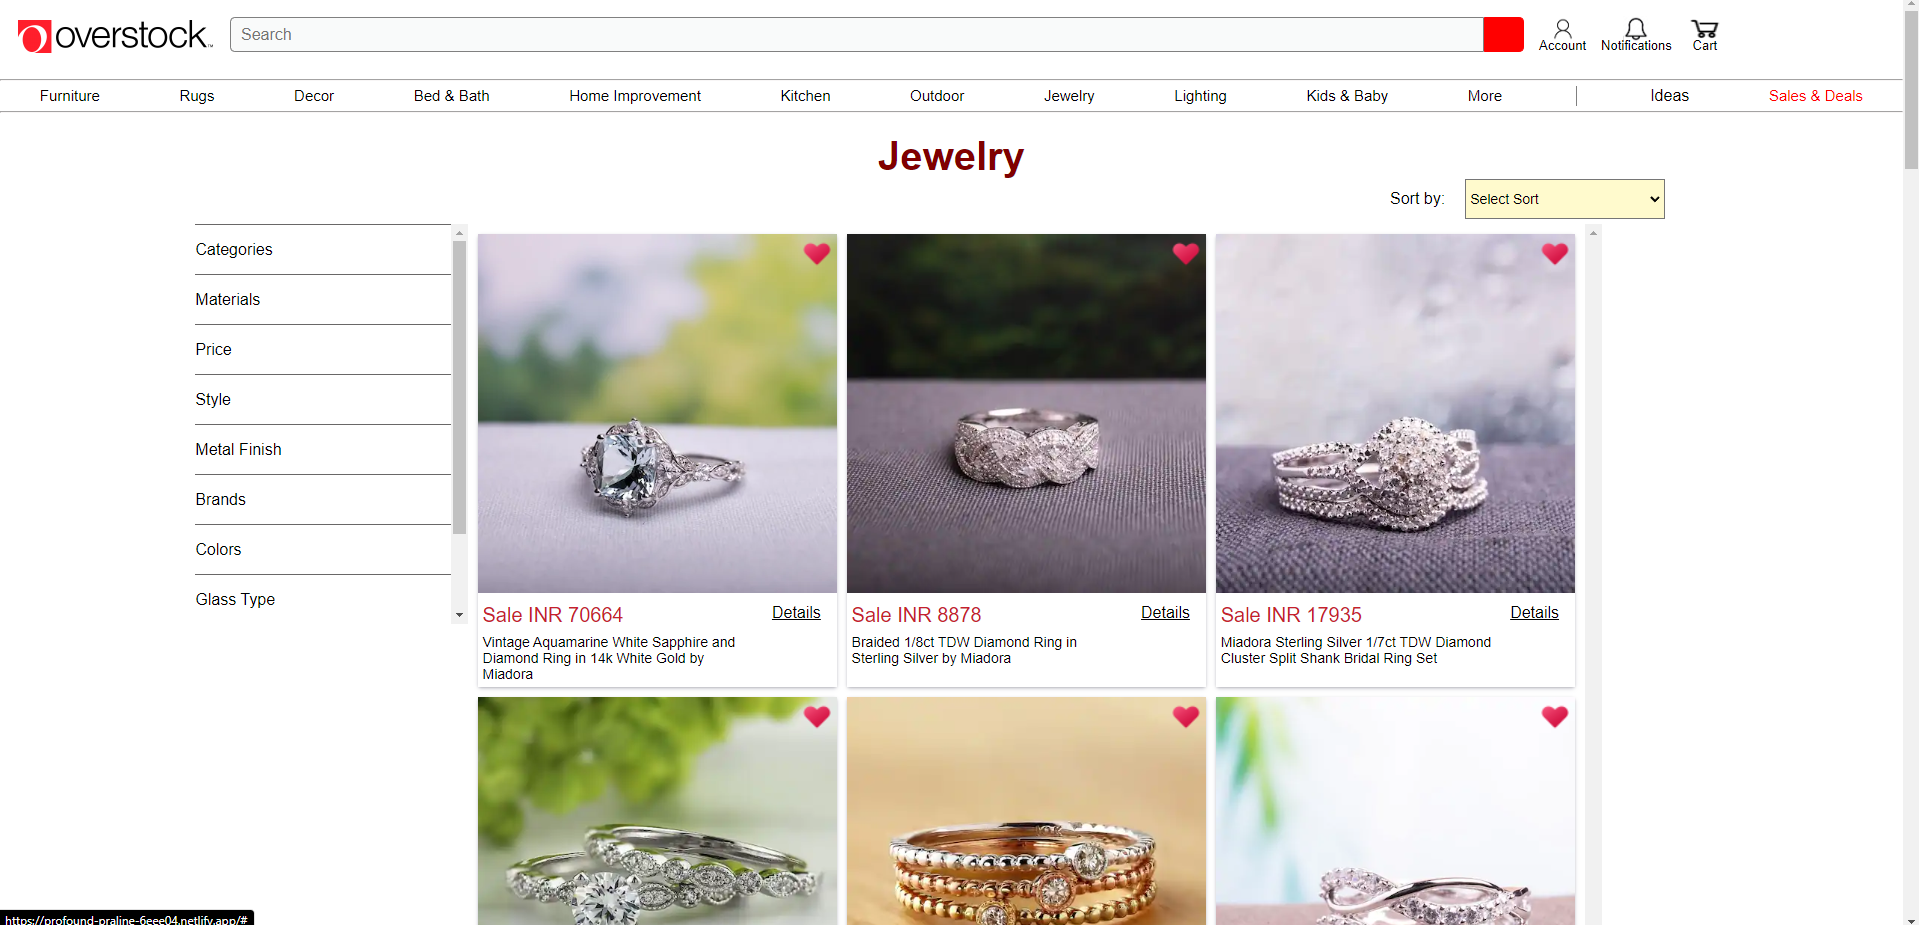 overstock™
Search
Account
Notifications
Cart
Furniture
Rugs
Decor
Bed & Bath
Home Improvement
Kitchen
Outdoor
Jewelry
Lighting
Kids & Baby
More
Ideas
Sales & Deals
Jewelry
Sort by:
Select Sort
Categories
Materials
Price
Style
Metal Finish
Brands
Colors
Glass Type
Sale INR 70664
Details
Vintage Aquamarine White Sapphire and
Diamond Ring in 14k White Gold by
Miadora
Sale INR 8878
Details
Braided 1/8ct TDW Diamond Ring in
Sterling Silver by Miadora
Sale INR 17935
Details
Miadora Sterling Silver 1/7ct TDW Diamond
Cluster Split Shank Bridal Ring Set
https://profound-praline-6eee04.netlify.app/#